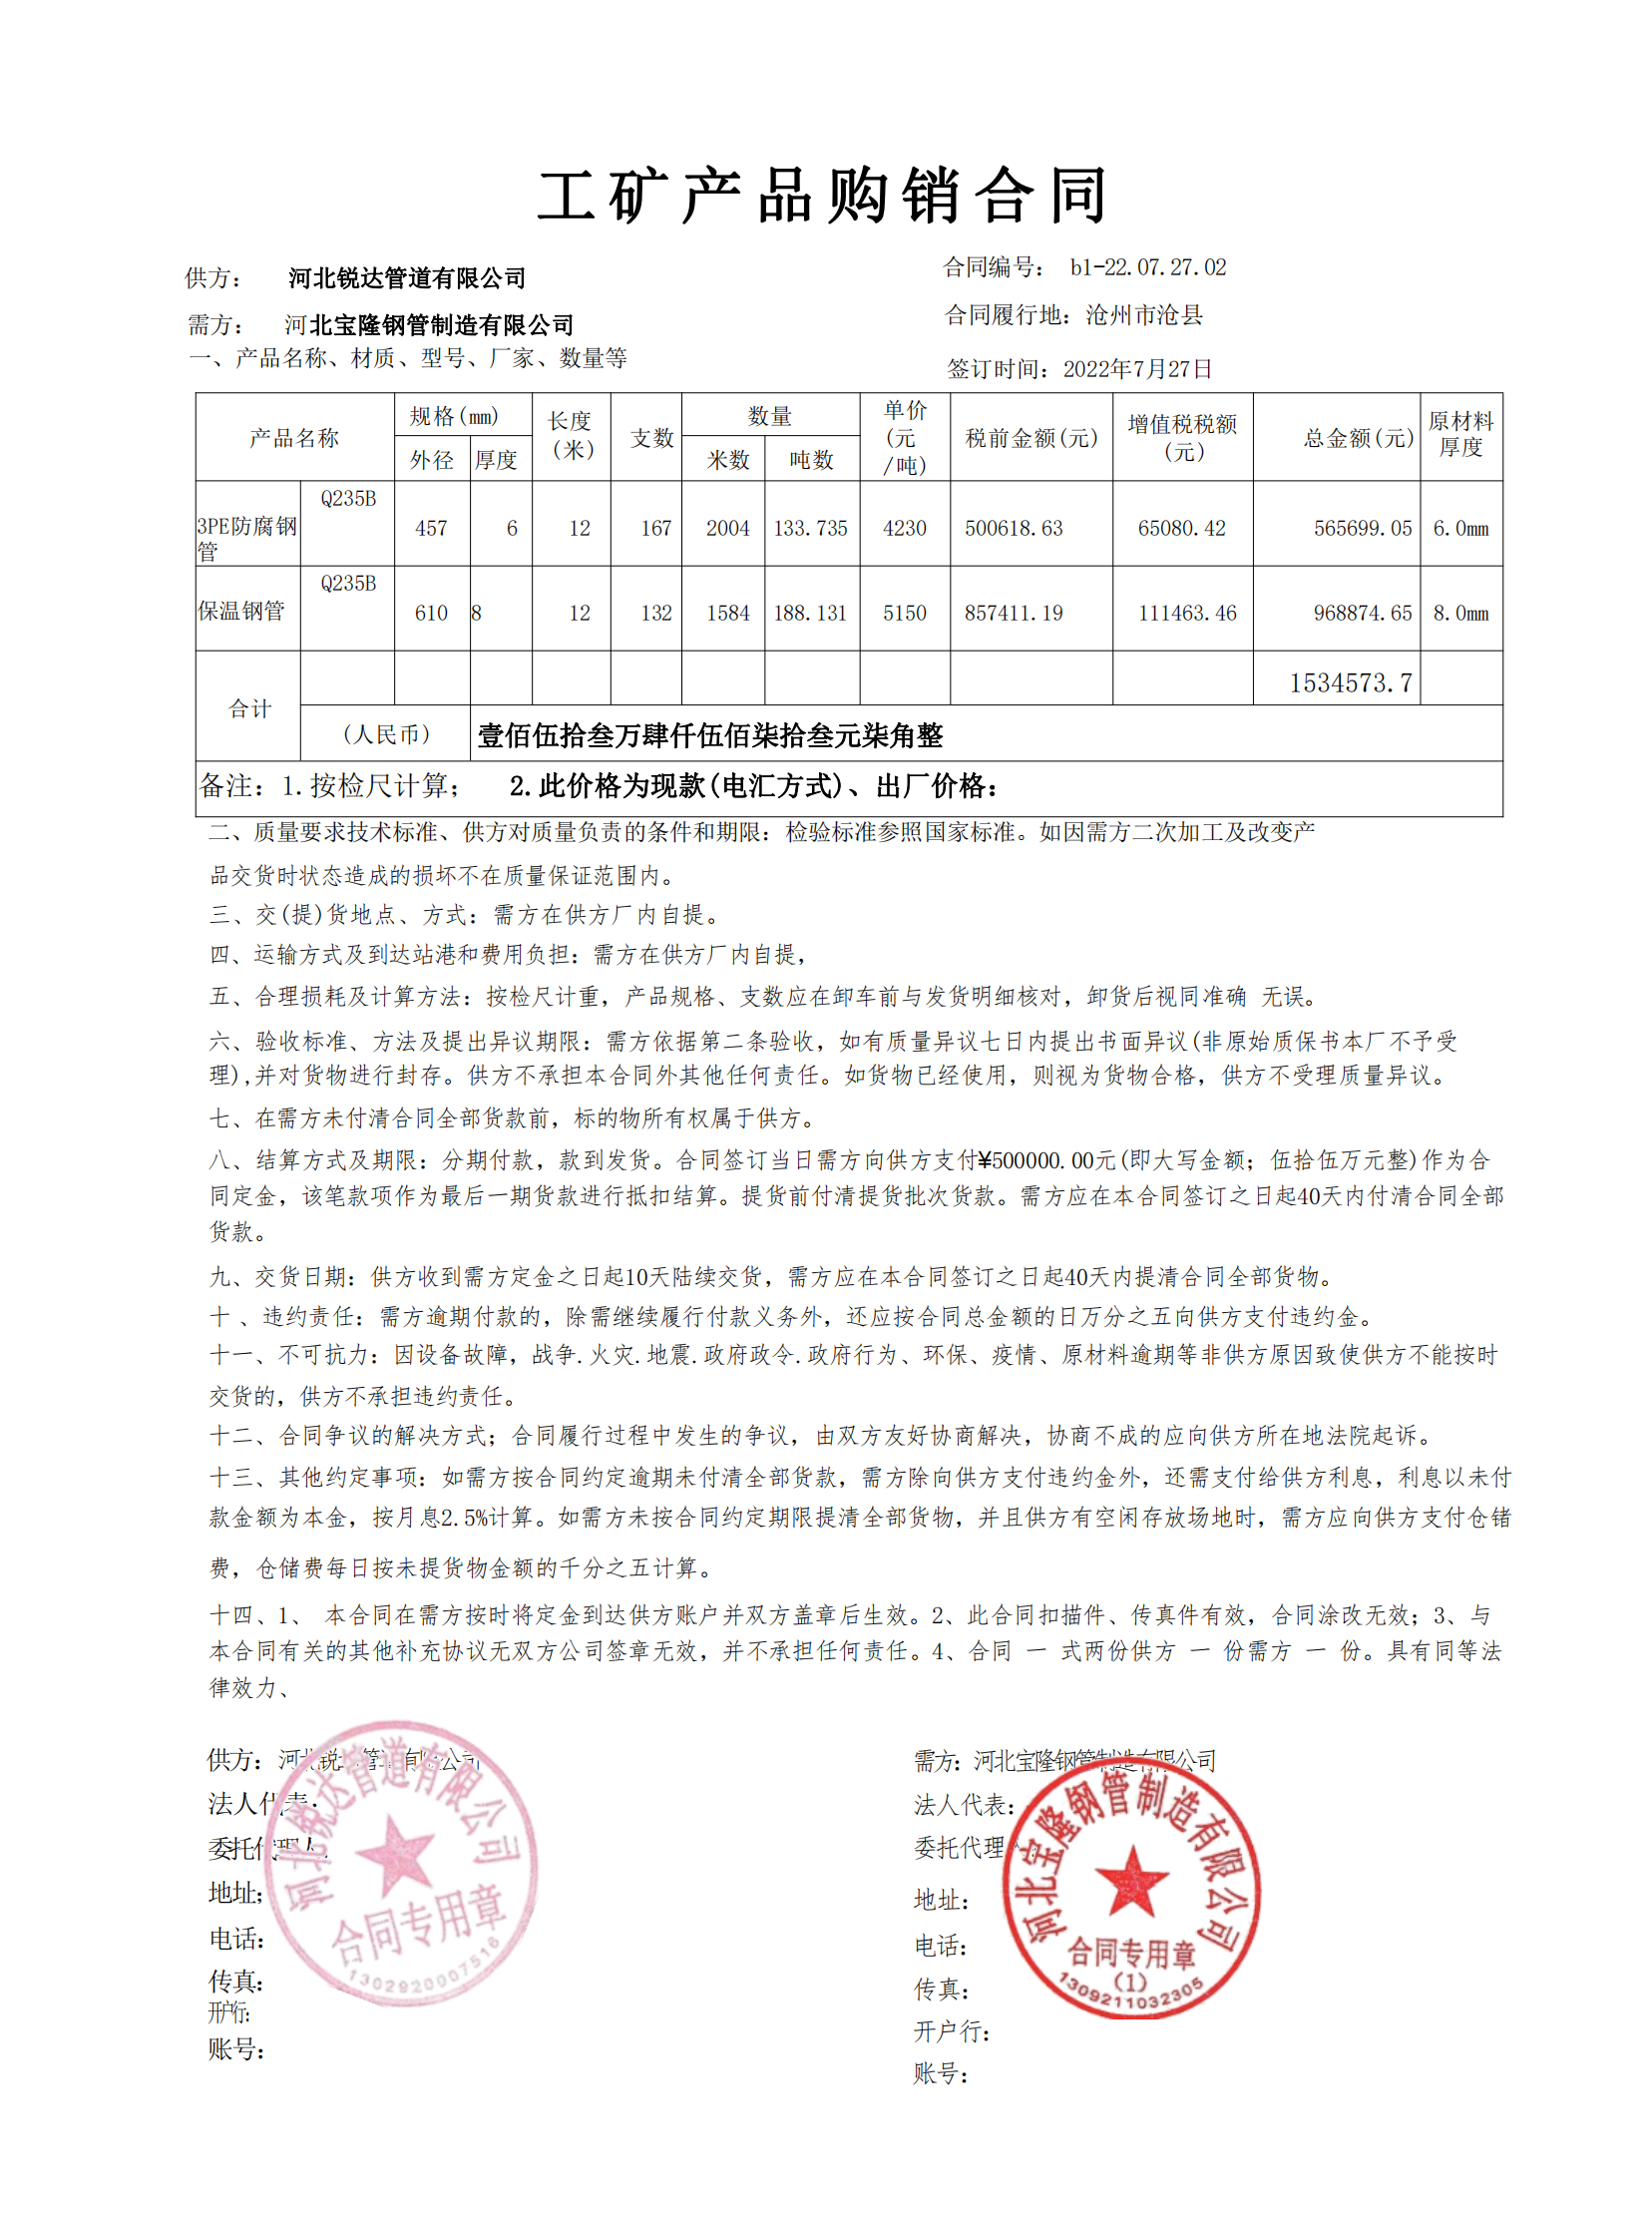 工矿产品购销合同
供方： 河北锐达管道有限公司
合同编号： b1-22.07.27.02
需方： 河北宝隆钢管制造有限公司
合同履行地：沧州市沧县
一、产品名称、材质、型号、厂家、数量等
签订时间：2022年7月27日
产品名称 规格(mm) 长度(米) 支数 数量 单价(元/吨) 税前金额(元) 增值税税额(元) 总金额(元) 原材料厚度
外径 厚度 米数 吨数
3PE防腐钢管 Q235B 457 6 12 167 2004 133.735 4230 500618.63 65080.42 565699.05 6.0mm
保温钢管 Q235B 610 8 12 132 1584 188.131 5150 857411.19 111463.46 968874.65 8.0mm
合计 1534573.7
(人民币) 壹佰伍拾叁万肆仟伍佰柒拾叁元柒角整
备注：1.按检尺计算； 2.此价格为现款(电汇方式)、出厂价格：
二、质量要求技术标准、供方对质量负责的条件和期限：检验标准参照国家标准。如因需方二次加工及改变产
品交货时状态造成的损坏不在质量保证范围内。
三、交(提)货地点、方式：需方在供方厂内自提。
四、运输方式及到达站港和费用负担：需方在供方厂内自提，
五、合理损耗及计算方法：按检尺计重，产品规格、支数应在卸车前与发货明细核对，卸货后视同准确 无误。
六、验收标准、方法及提出异议期限：需方依据第二条验收，如有质量异议七日内提出书面异议(非原始质保书本厂不予受
理),并对货物进行封存。供方不承担本合同外其他任何责任。如货物已经使用，则视为货物合格，供方不受理质量异议。
七、在需方未付清合同全部货款前，标的物所有权属于供方。
八、结算方式及期限：分期付款，款到发货。合同签订当日需方向供方支付¥500000.00元(即大写金额；伍拾伍万元整)作为合
同定金，该笔款项作为最后一期货款进行抵扣结算。提货前付清提货批次货款。需方应在本合同签订之日起40天内付清合同全部
货款。
九、交货日期：供方收到需方定金之日起10天陆续交货，需方应在本合同签订之日起40天内提清合同全部货物。
十 、违约责任：需方逾期付款的，除需继续履行付款义务外，还应按合同总金额的日万分之五向供方支付违约金。
十一、不可抗力：因设备故障，战争.火灾.地震.政府政令.政府行为、环保、疫情、原材料逾期等非供方原因致使供方不能按时
交货的，供方不承担违约责任。
十二、合同争议的解决方式；合同履行过程中发生的争议，由双方友好协商解决，协商不成的应向供方所在地法院起诉。
十三、其他约定事项：如需方按合同约定逾期未付清全部货款，需方除向供方支付违约金外，还需支付给供方利息，利息以未付
款金额为本金，按月息2.5%计算。如需方未按合同约定期限提清全部货物，并且供方有空闲存放场地时，需方应向供方支付仓储
费，仓储费每日按未提货物金额的千分之五计算。
十四、1、 本合同在需方按时将定金到达供方账户并双方盖章后生效。2、此合同扣描件、传真件有效，合同涂改无效；3、与
本合同有关的其他补充协议无双方公司签章无效，并不承担任何责任。4、合同 一 式两份供方 一 份需方 一 份。具有同等法
律效力、
供方：河北锐达管道有限公司
法人代表：
委托代理人
地址；
电话：
传真：
开户行：
账号：
河北锐达管道有限公司
合同专用章
1302920007516
需方：河北宝隆钢管制造有限公司
法人代表：
委托代理
地址：
电话：
传真：
开户行：
账号：
河北宝隆钢管制造有限公司
合同专用章
(1)
1309211032305